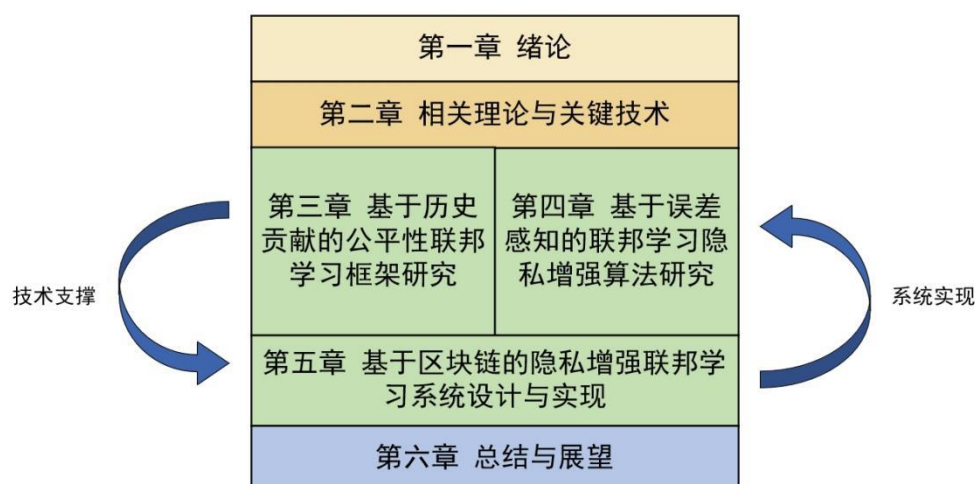 第一章 绪论
第二章 相关理论与关键技术
第三章 基于历史
贡献的公平性联邦
学习框架研究
第四章 基于误差
感知的联邦学习隐
私增强算法研究
技术支撑
系统实现
第五章 基于区块链的隐私增强联邦学
习系统设计与实现
第六章 总结与展望